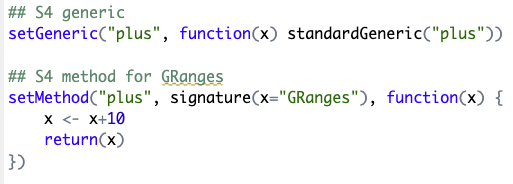 ## S4 generic
setGeneric("plus", function(x) standardGeneric("plus"))

## S4 method for GRanges
setMethod("plus", signature(x="GRanges"), function(x) {
    x <- x+10
    return(x)
})